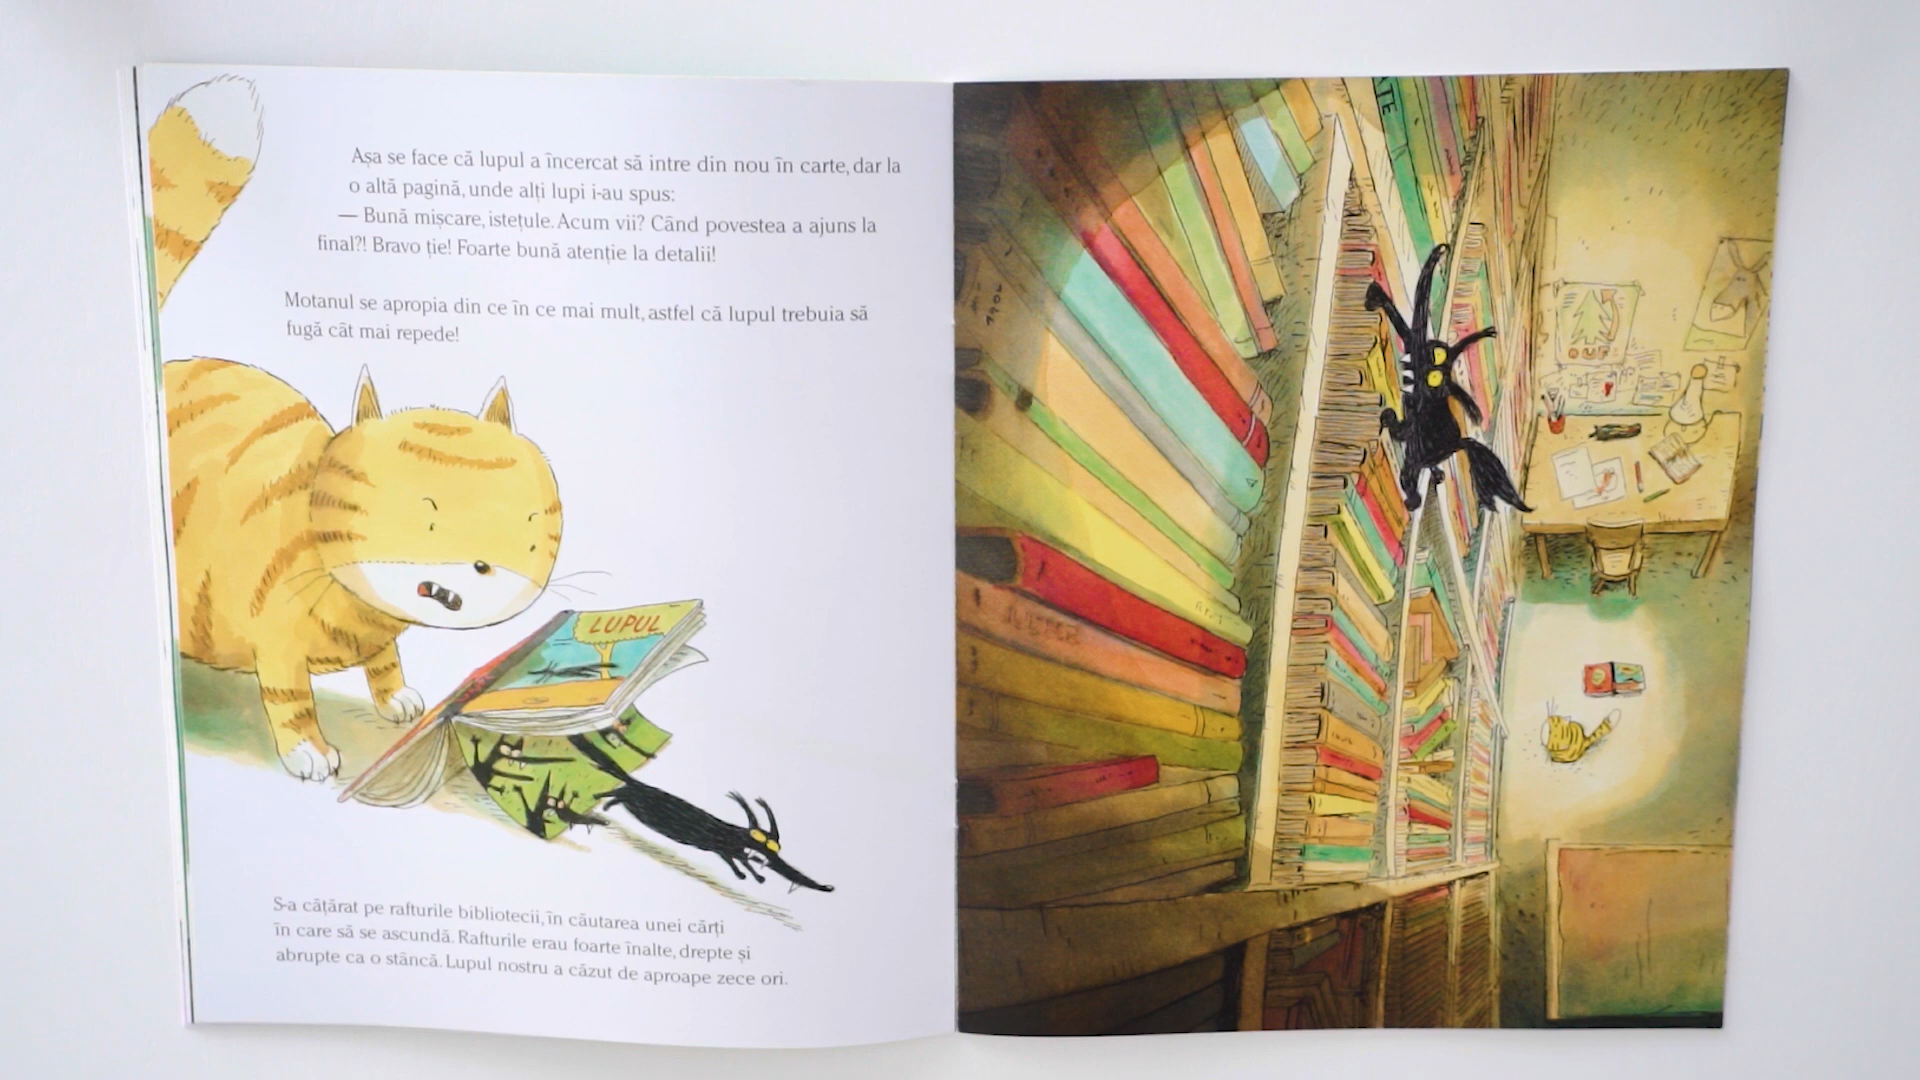 Așa se face că lupul a încercat să intre din nou în carte, dar la
o altă pagină, unde alți lupi i-au spus:
— Bună mișcare, istețule. Acum vii? Când povestea a ajuns la
final?! Bravo ție! Foarte bună atenție la detalii!
Motanul se apropia din ce în ce mai mult, astfel că lupul trebuia să
fugă cât mai repede!
LUPUL
S-a cățărat pe rafturile bibliotecii, în căutarea unei cărți
în care să se ascundă. Rafturile erau foarte înalte, drepte și
abrupte ca o stâncă. Lupul nostru a căzut de aproape zece ori.
OUF